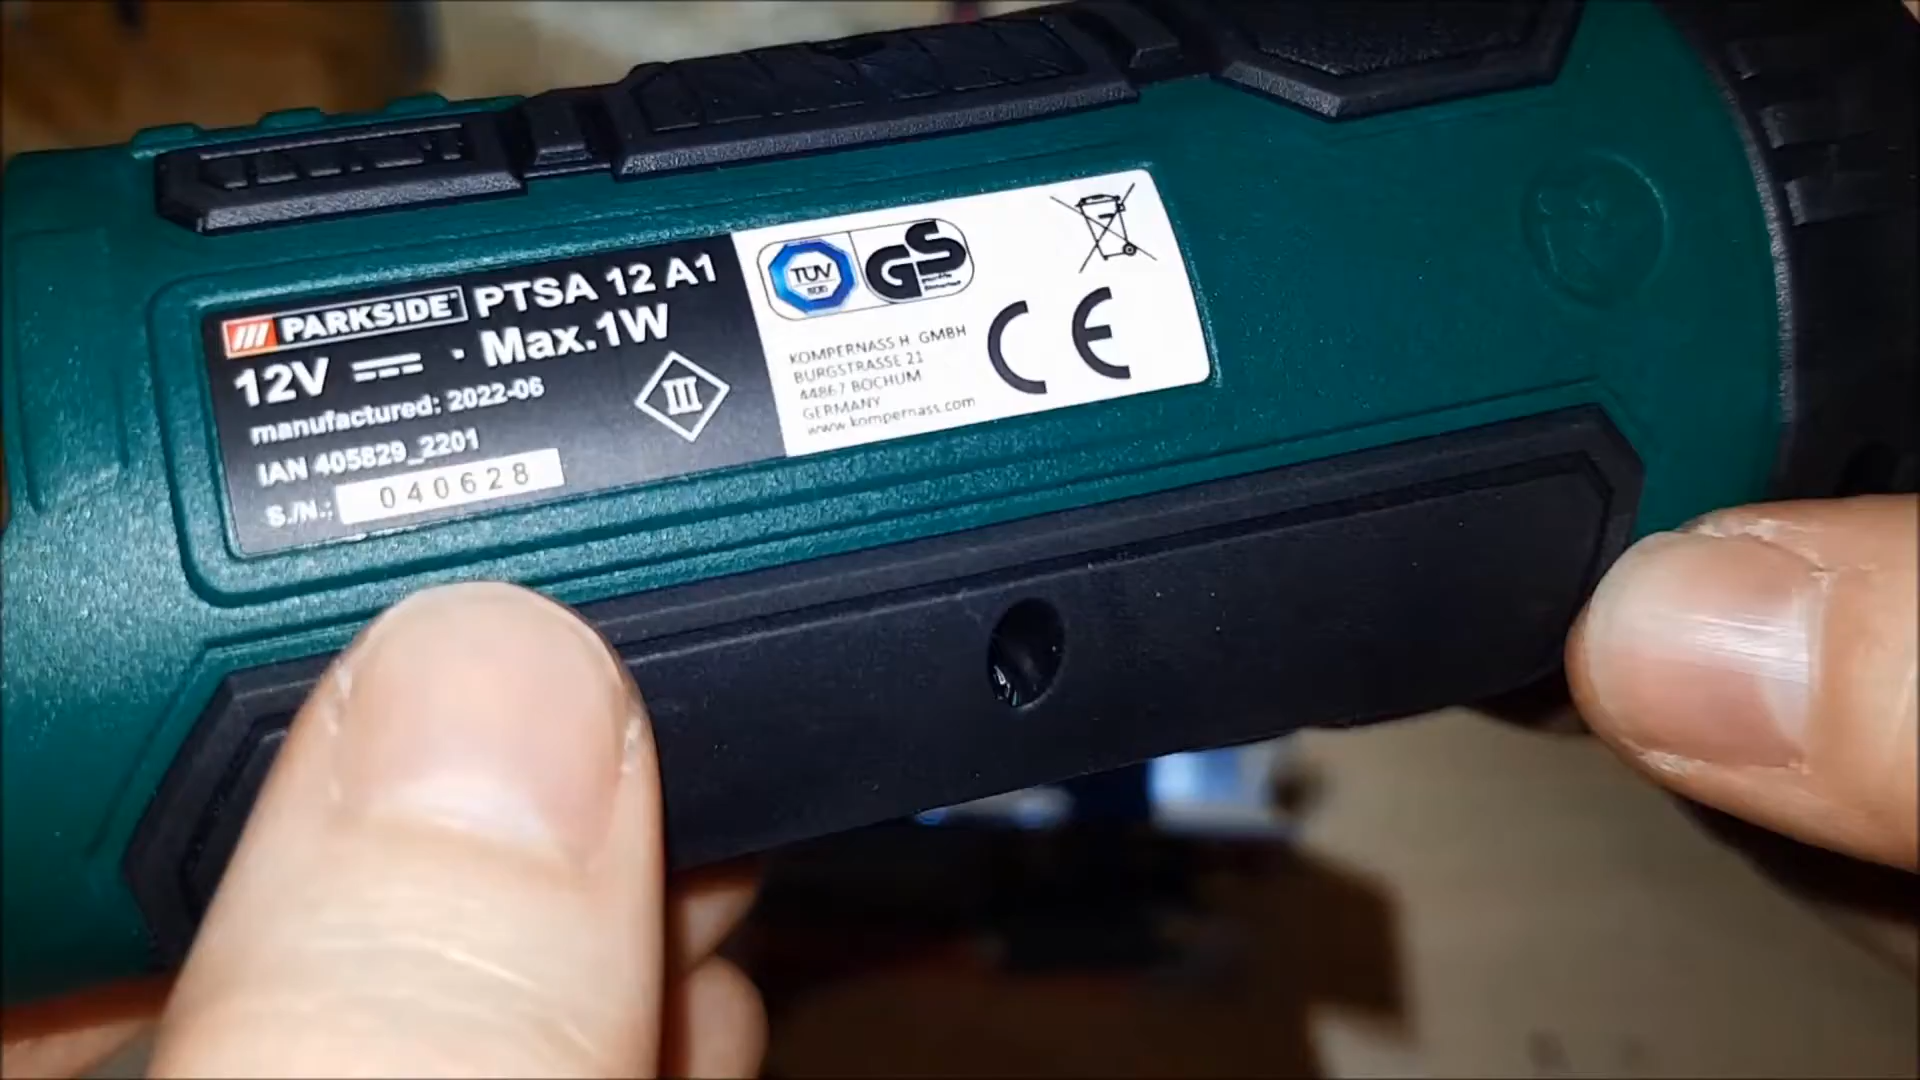 PARKSIDE PTSA 12 A1
12V · Max.1W
manufactured: 2022-06
IAN 405829_2201
S./N.: 040628
III
TÜV
SÜD
GS
KOMPERNASS H. GMBH
BURGSTRASSE 21
44867 BOCHUM
GERMANY
www.kompernass.com
CE